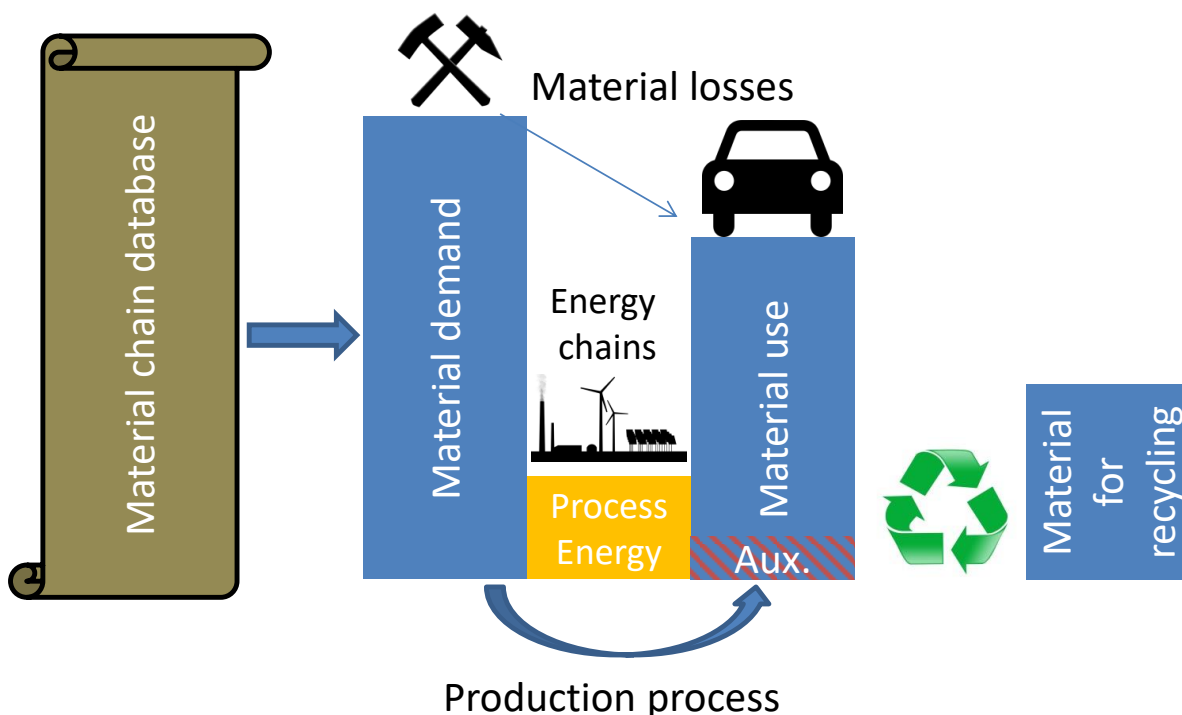 Material chain database
Material demand
Material losses
Energy
chains
Process
Energy
Material use
Aux.
Material
for
recycling
Production process